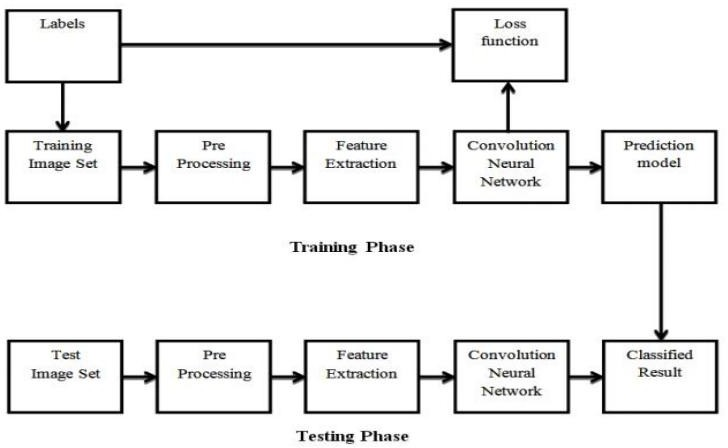 Labels
Loss
function
Training
Image Set
Pre
Processing
Feature
Extraction
Convolution
Neural
Network
Prediction
model
Training Phase
Test
Image Set
Pre
Processing
Feature
Extraction
Convolution
Neural
Network
Classified
Result
Testing Phase